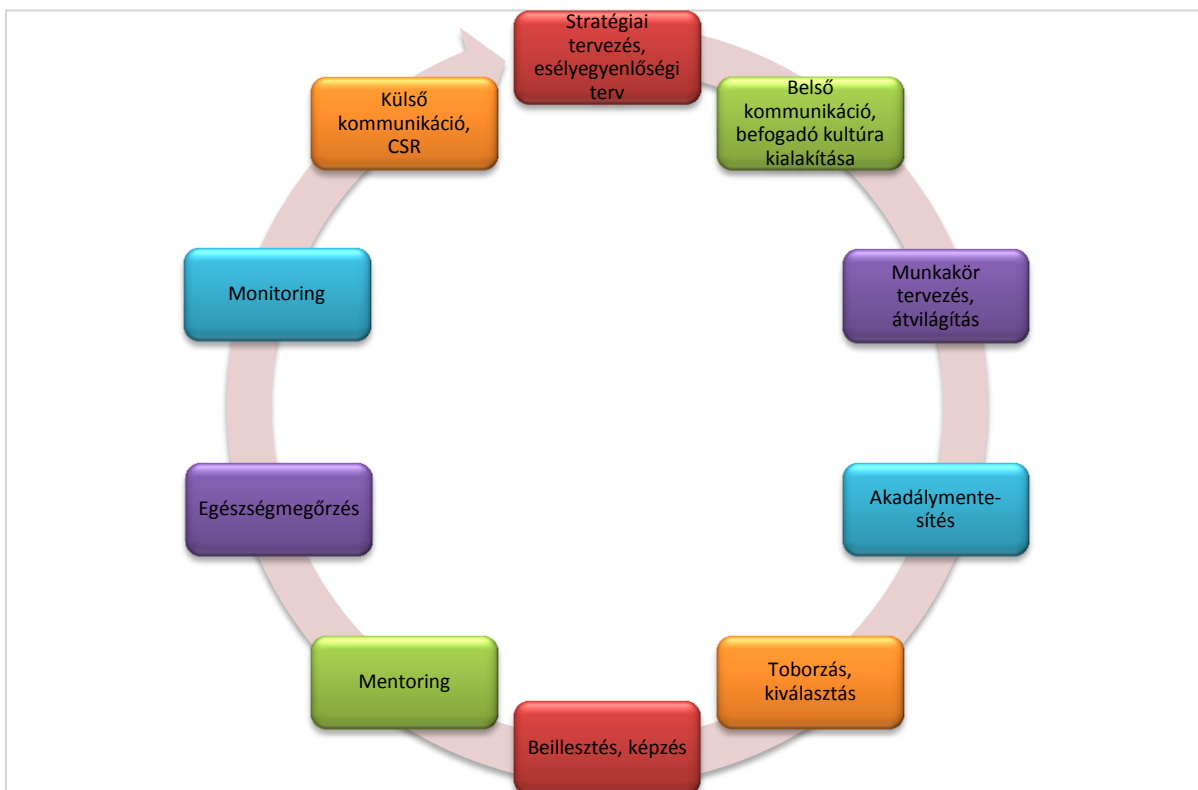 Stratégiai
tervezés,
esélyegyenlőségi
terv
Belső
kommunikáció,
befogadó kultúra
kialakítása
Munkakör
tervezés,
átvilágítás
Akadálymente-
sítés
Toborzás,
kiválasztás
Beillesztés, képzés
Mentoring
Egészségmegőrzés
Monitoring
Külső
kommunikáció,
CSR